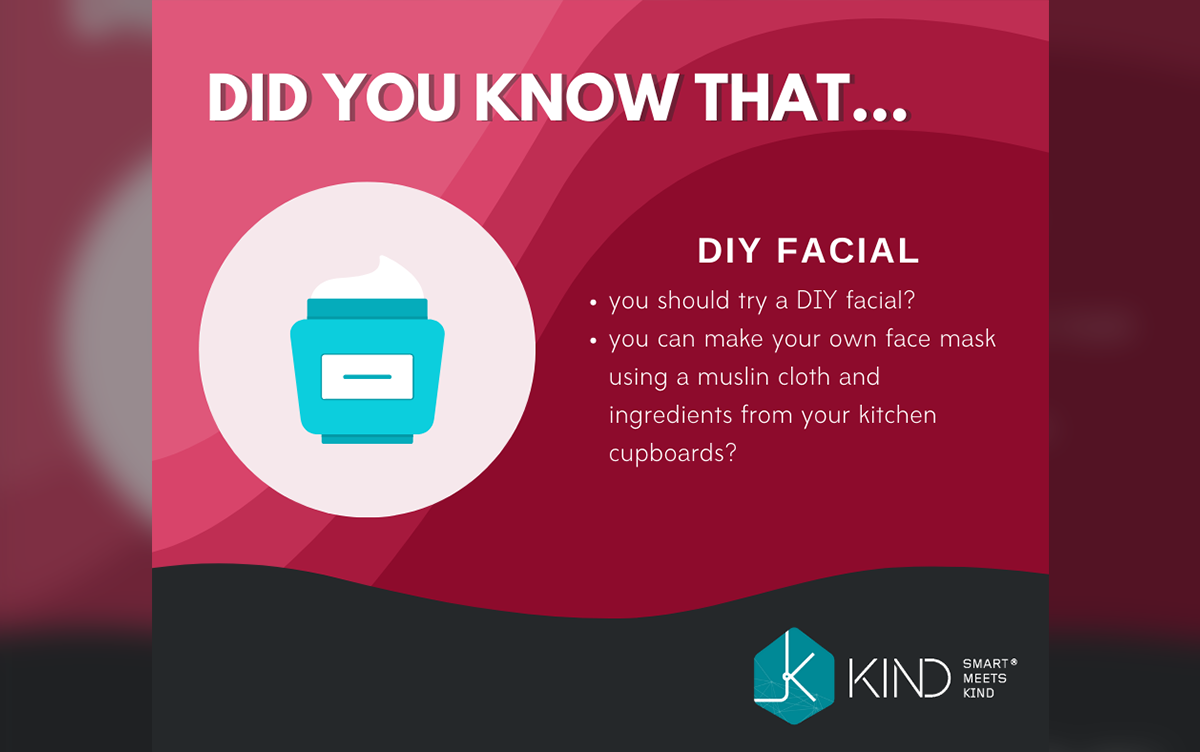 DID YOU KNOW THAT...
DIY FACIAL
• you should try a DIY facial?
• you can make your own face mask
using a muslin cloth and
ingredients from your kitchen
cupboards?
KIND
SMART®
MEETS
KIND